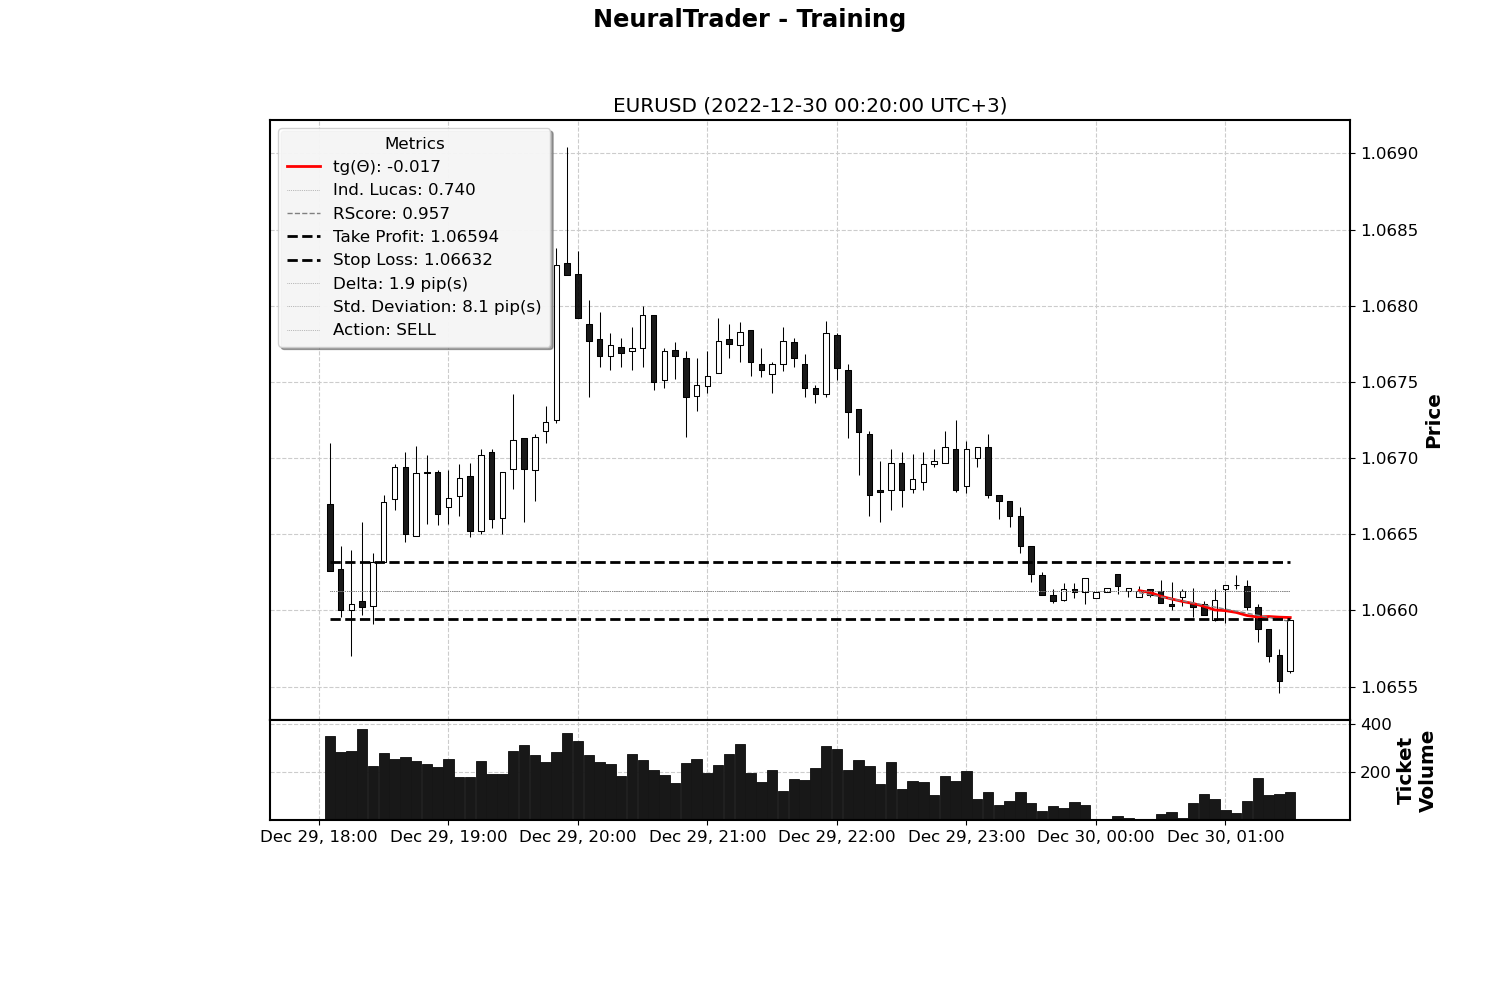 NeuralTrader - Training
EURUSD (2022-12-30 00:20:00 UTC+3)
Metrics
tg(Θ): -0.017
Ind. Lucas: 0.740
RScore: 0.957
Take Profit: 1.06594
Stop Loss: 1.06632
Delta: 1.9 pip(s)
Std. Deviation: 8.1 pip(s)
Action: SELL
1.0690
1.0685
1.0680
1.0675
1.0670
1.0665
1.0660
1.0655
Price
400
200
Ticket
Volume
Dec 29, 18:00
Dec 29, 19:00
Dec 29, 20:00
Dec 29, 21:00
Dec 29, 22:00
Dec 29, 23:00
Dec 30, 00:00
Dec 30, 01:00